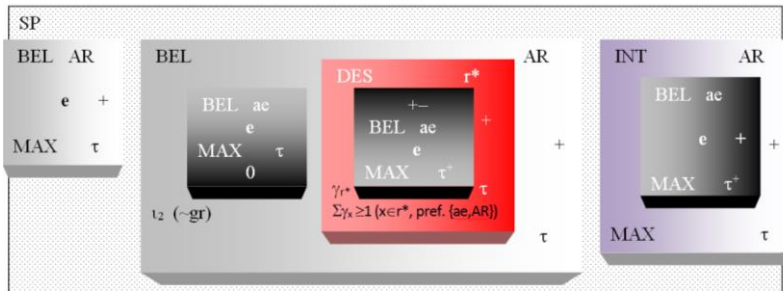 SP
BEL AR
e +
MAX τ
BEL AR
BEL ae
e
MAX τ
0
ι₂ (~gr)
DES r*
+
+−
BEL ae
e
MAX τ⁺
γr* τ
Σγₓ ≥1 (x∈r*, pref. {ae,AR})
+
τ
INT AR
BEL ae
e +
MAX τ⁺
+
MAX τ